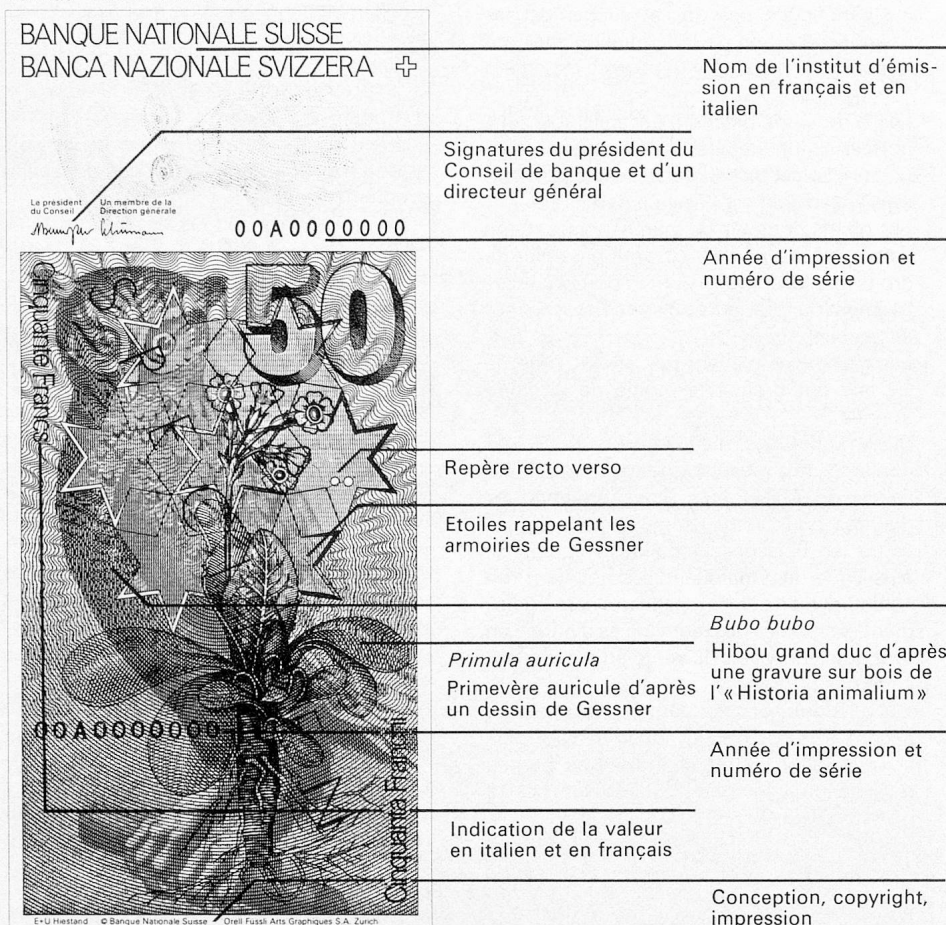 BANQUE NATIONALE SUISSE
BANCA NAZIONALE SVIZZERA
Nom de l'institut d'émis-
sion en français et en
italien
Signatures du président du
Conseil de banque et d'un
directeur général
Le président
du Conseil
Un membre de la
Direction générale
00A0000000
Année d'impression et
numéro de série
50
Cinquante Francs
Repère recto verso
Etoiles rappelant les
armoiries de Gessner
Bubo bubo
Hibou grand duc d'après
une gravure sur bois de
l'«Historia animalium»
Primula auricula
Primevère auricule d'après
un dessin de Gessner
00A0000000
Année d'impression et
numéro de série
Cinquanta Franchi
Indication de la valeur
en italien et en français
Conception, copyright,
impression
E+U Hiestand © Banque Nationale Suisse Orell Füssli Arts Graphiques S.A. Zurich